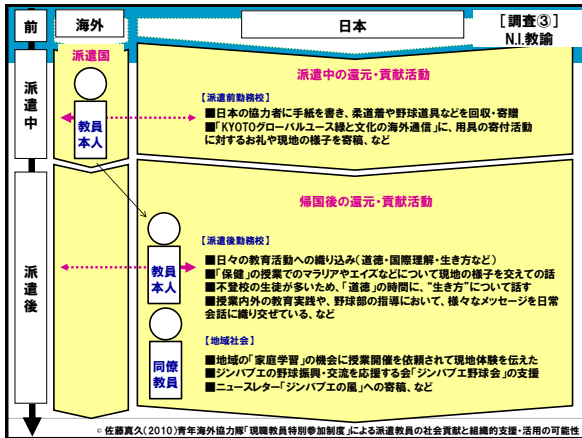 前
海外
日本
[調査③]
N.I.教諭
派遣中
派遣国
教員
本人
派遣中の還元・貢献活動
【派遣前勤務校】
■日本の協力者に手紙を書き、柔道着や野球道具などを回収・寄贈
■「KYOTOグローバルユース緑と文化の海外通信」に、用具の寄付活動
に対するお礼や現地の様子を寄稿、など
派遣後
帰国後の還元・貢献活動
【派遣後勤務校】
■日々の教育活動への織り込み(道徳・国際理解・生き方など)
■「保健」の授業でのマラリアやエイズなどについて現地の様子を交えての話
■不登校の生徒が多いため、「道徳」の時間に、"生き方"について話す
■授業内外の教育実践や、野球部の指導において、様々なメッセージを日常
会話に織り交ぜている、など
教員
本人
【地域社会】
■地域の「家庭学習」の機会に授業開催を依頼されて現地体験を伝えた
■ジンバブエの野球振興・交流を応援する会「ジンバブエ野球会」の支援
■ニュースレター「ジンバブエの風」への寄稿、など
同僚
教員
© 佐藤真久(2010)青年海外協力隊「現職教員特別参加制度」による派遣教員の社会貢献と組織的支援・活用の可能性